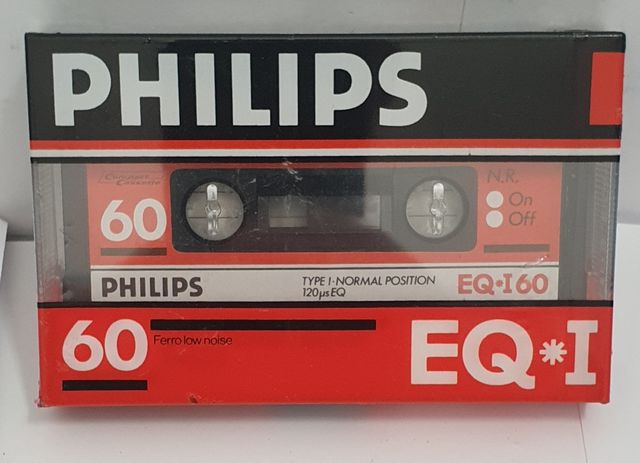 PHILIPS
Compact
Cassette
60
N.R.
On
Off
PHILIPS
TYPE I·NORMAL POSITION
120µs EQ
EQ*I 60
60
Ferro low noise
EQ*I